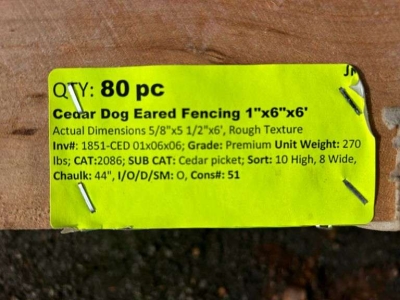 QTY: 80 pc
Cedar Dog Eared Fencing 1"x6"x6'
Actual Dimensions 5/8"x5 1/2"x6', Rough Texture
Inv#: 1851-CED 01x06x06; Grade: Premium Unit Weight: 270
lbs; CAT:2086; SUB CAT: Cedar picket; Sort: 10 High, 8 Wide,
Chaulk: 44", I/O/D/SM: O, Cons#: 51